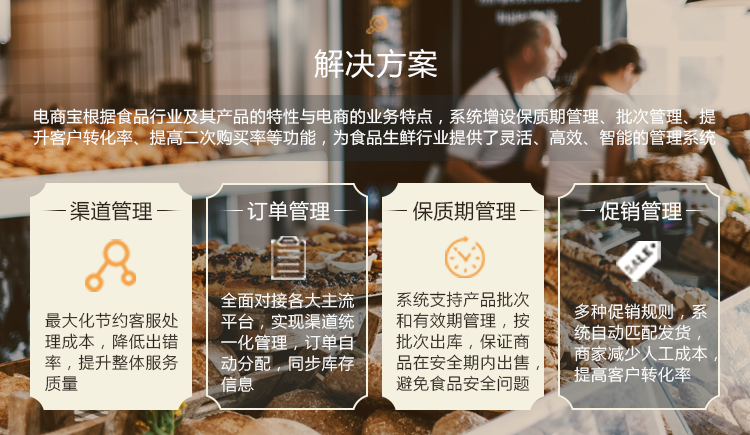 解决方案
电商宝根据食品行业及其产品的特性与电商的业务特点，系统增设保质期管理、批次管理、提
升客户转化率、提高二次购买率等功能，为食品生鲜行业提供了灵活、高效、智能的管理系统
渠道管理
最大化节约客服处
理成本，降低出错
率，提升整体服务
质量
订单管理
全面对接各大主流
平台，实现渠道统
一化管理，订单自
动分配，同步库存
信息
保质期管理
系统支持产品批次
和有效期管理，按
批次出库，保证商
品在安全期内出售，
避免食品安全问题
促销管理
SALE
多种促销规则，系
统自动匹配发货，
商家减少人工成本，
提高客户转化率